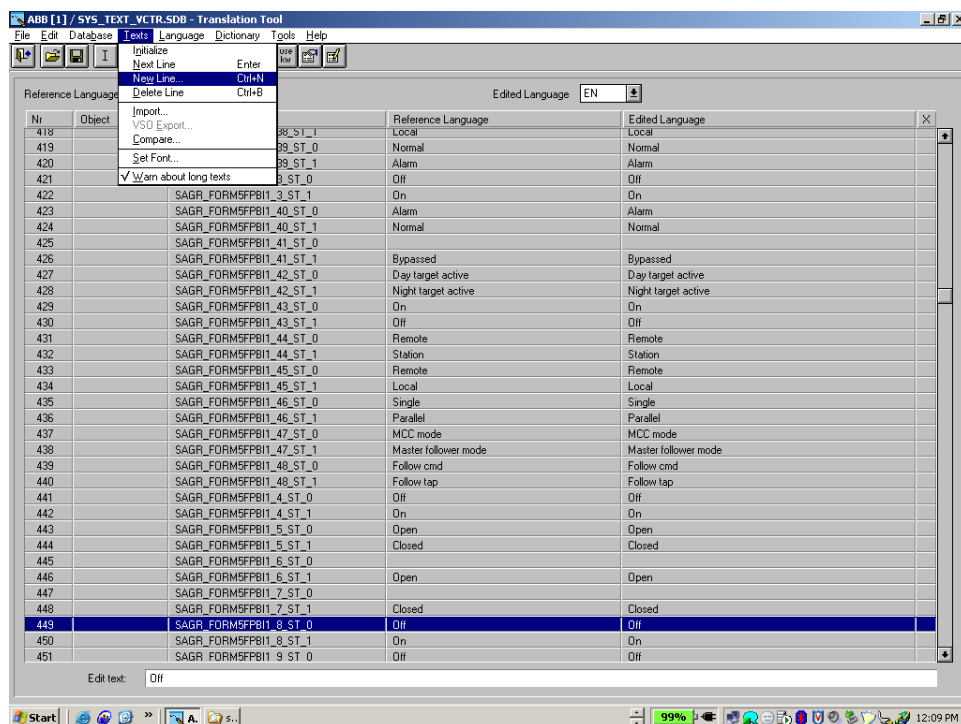 ABB [1] / SYS_TEXT_VCTR.SDB - Translation Tool
File Edit Database Texts Language Dictionary Tools Help
Initialize
Next Line Enter
New Line... Ctrl+N
Delete Line Ctrl+B
Import...
VSO Export...
Compare...
Set Font...
✓ Warn about long texts
I
use kw
Reference Language
Edited Language EN
Nr Object Reference Language Edited Language X
418 38_ST_1 Local Local
419 39_ST_0 Normal Normal
420 39_ST_1 Alarm Alarm
421 3_ST_0 Off Off
422 SAGR_FORM5FPBI1_3_ST_1 On On
423 SAGR_FORM5FPBI1_40_ST_0 Alarm Alarm
424 SAGR_FORM5FPBI1_40_ST_1 Normal Normal
425 SAGR_FORM5FPBI1_41_ST_0
426 SAGR_FORM5FPBI1_41_ST_1 Bypassed Bypassed
427 SAGR_FORM5FPBI1_42_ST_0 Day target active Day target active
428 SAGR_FORM5FPBI1_42_ST_1 Night target active Night target active
429 SAGR_FORM5FPBI1_43_ST_0 On On
430 SAGR_FORM5FPBI1_43_ST_1 Off Off
431 SAGR_FORM5FPBI1_44_ST_0 Remote Remote
432 SAGR_FORM5FPBI1_44_ST_1 Station Station
433 SAGR_FORM5FPBI1_45_ST_0 Remote Remote
434 SAGR_FORM5FPBI1_45_ST_1 Local Local
435 SAGR_FORM5FPBI1_46_ST_0 Single Single
436 SAGR_FORM5FPBI1_46_ST_1 Parallel Parallel
437 SAGR_FORM5FPBI1_47_ST_0 MCC mode MCC mode
438 SAGR_FORM5FPBI1_47_ST_1 Master follower mode Master follower mode
439 SAGR_FORM5FPBI1_48_ST_0 Follow cmd Follow cmd
440 SAGR_FORM5FPBI1_48_ST_1 Follow tap Follow tap
441 SAGR_FORM5FPBI1_4_ST_0 Off Off
442 SAGR_FORM5FPBI1_4_ST_1 On On
443 SAGR_FORM5FPBI1_5_ST_0 Open Open
444 SAGR_FORM5FPBI1_5_ST_1 Closed Closed
445 SAGR_FORM5FPBI1_6_ST_0
446 SAGR_FORM5FPBI1_6_ST_1 Open Open
447 SAGR_FORM5FPBI1_7_ST_0
448 SAGR_FORM5FPBI1_7_ST_1 Closed Closed
449 SAGR_FORM5FPBI1_8_ST_0 Off Off
450 SAGR_FORM5FPBI1_8_ST_1 On On
451 SAGR_FORM5FPBI1_9_ST_0 Off Off
Edit text: Off
Start » A. s.. 99% 12:09 PM